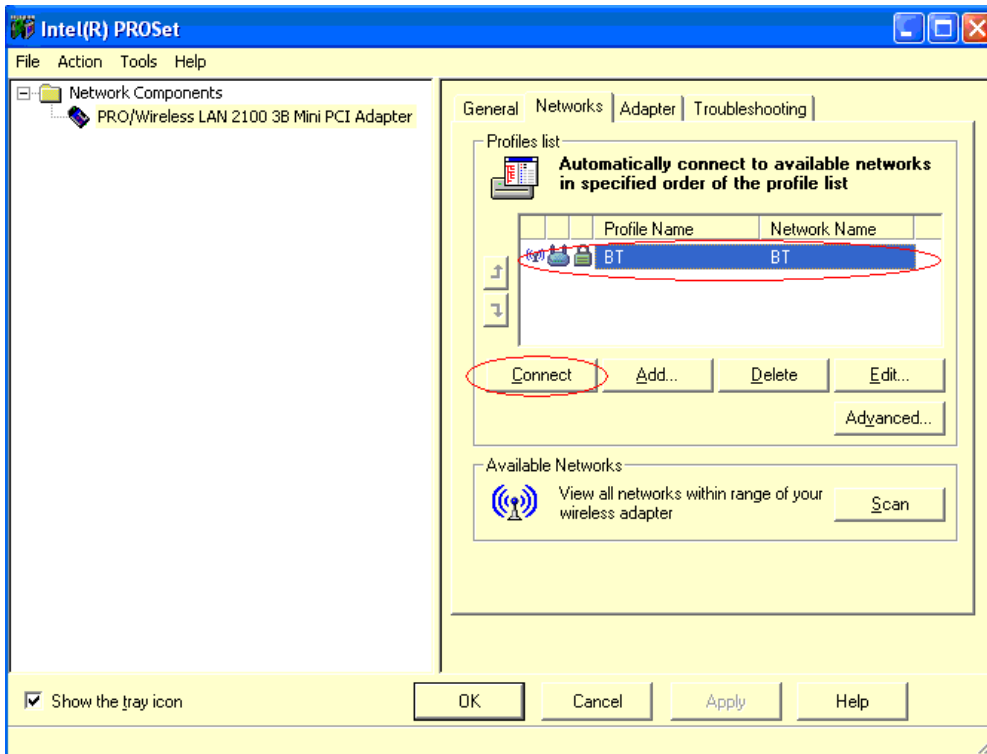 Intel(R) PROSet
File Action Tools Help
Network Components
PRO/Wireless LAN 2100 3B Mini PCI Adapter
General Networks Adapter Troubleshooting
Profiles list
Automatically connect to available networks
in specified order of the profile list
Profile Name Network Name
BT BT
Connect Add... Delete Edit...
Advanced...
Available Networks
View all networks within range of your
wireless adapter
Scan
Show the tray icon
OK Cancel Apply Help